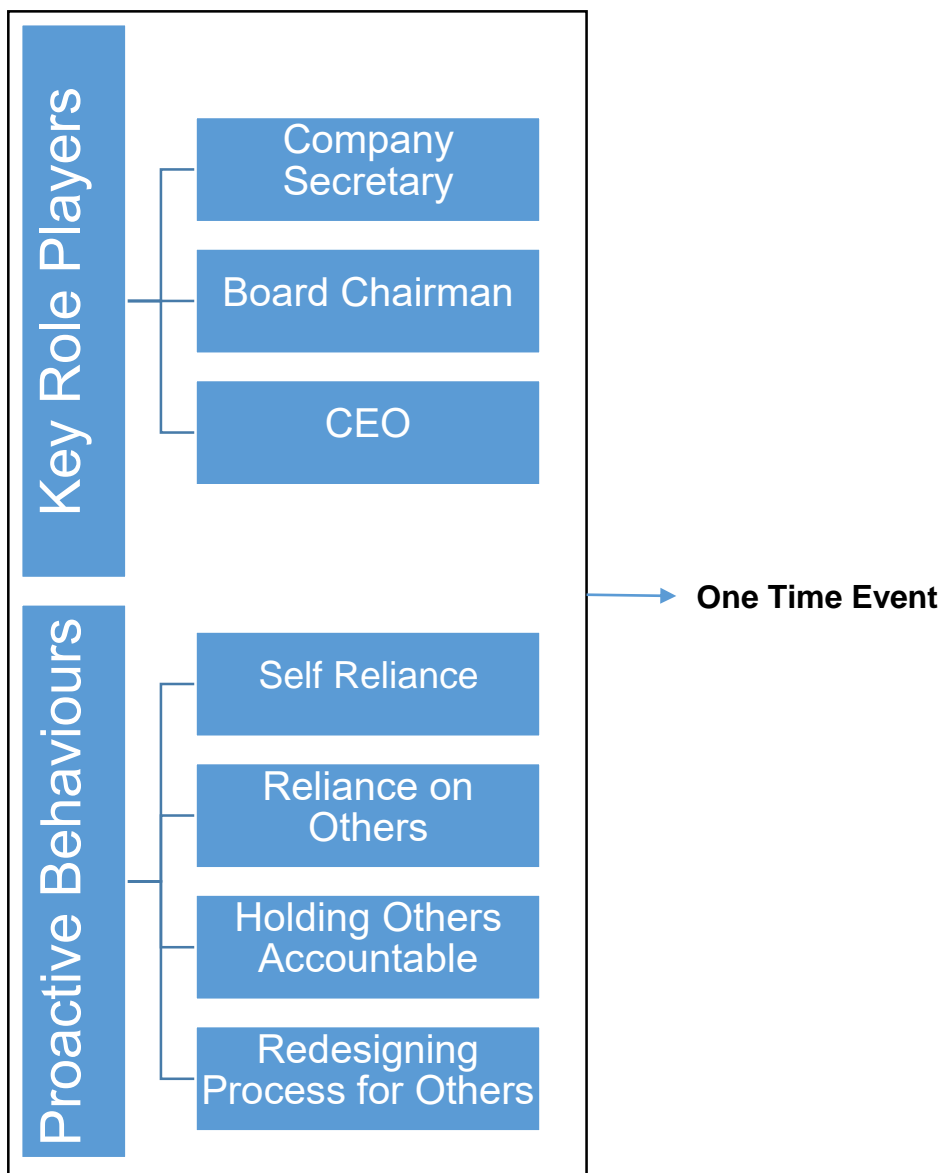 Key Role Players
Company
Secretary
Board Chairman
CEO
One Time Event
Proactive Behaviours
Self Reliance
Reliance on
Others
Holding Others
Accountable
Redesigning
Process for Others